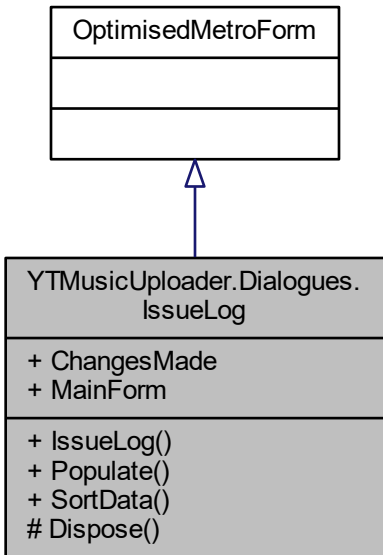 OptimisedMetroForm
YTMusicUploader.Dialogues.
IssueLog
+ ChangesMade
+ MainForm
+ IssueLog()
+ Populate()
+ SortData()
# Dispose()